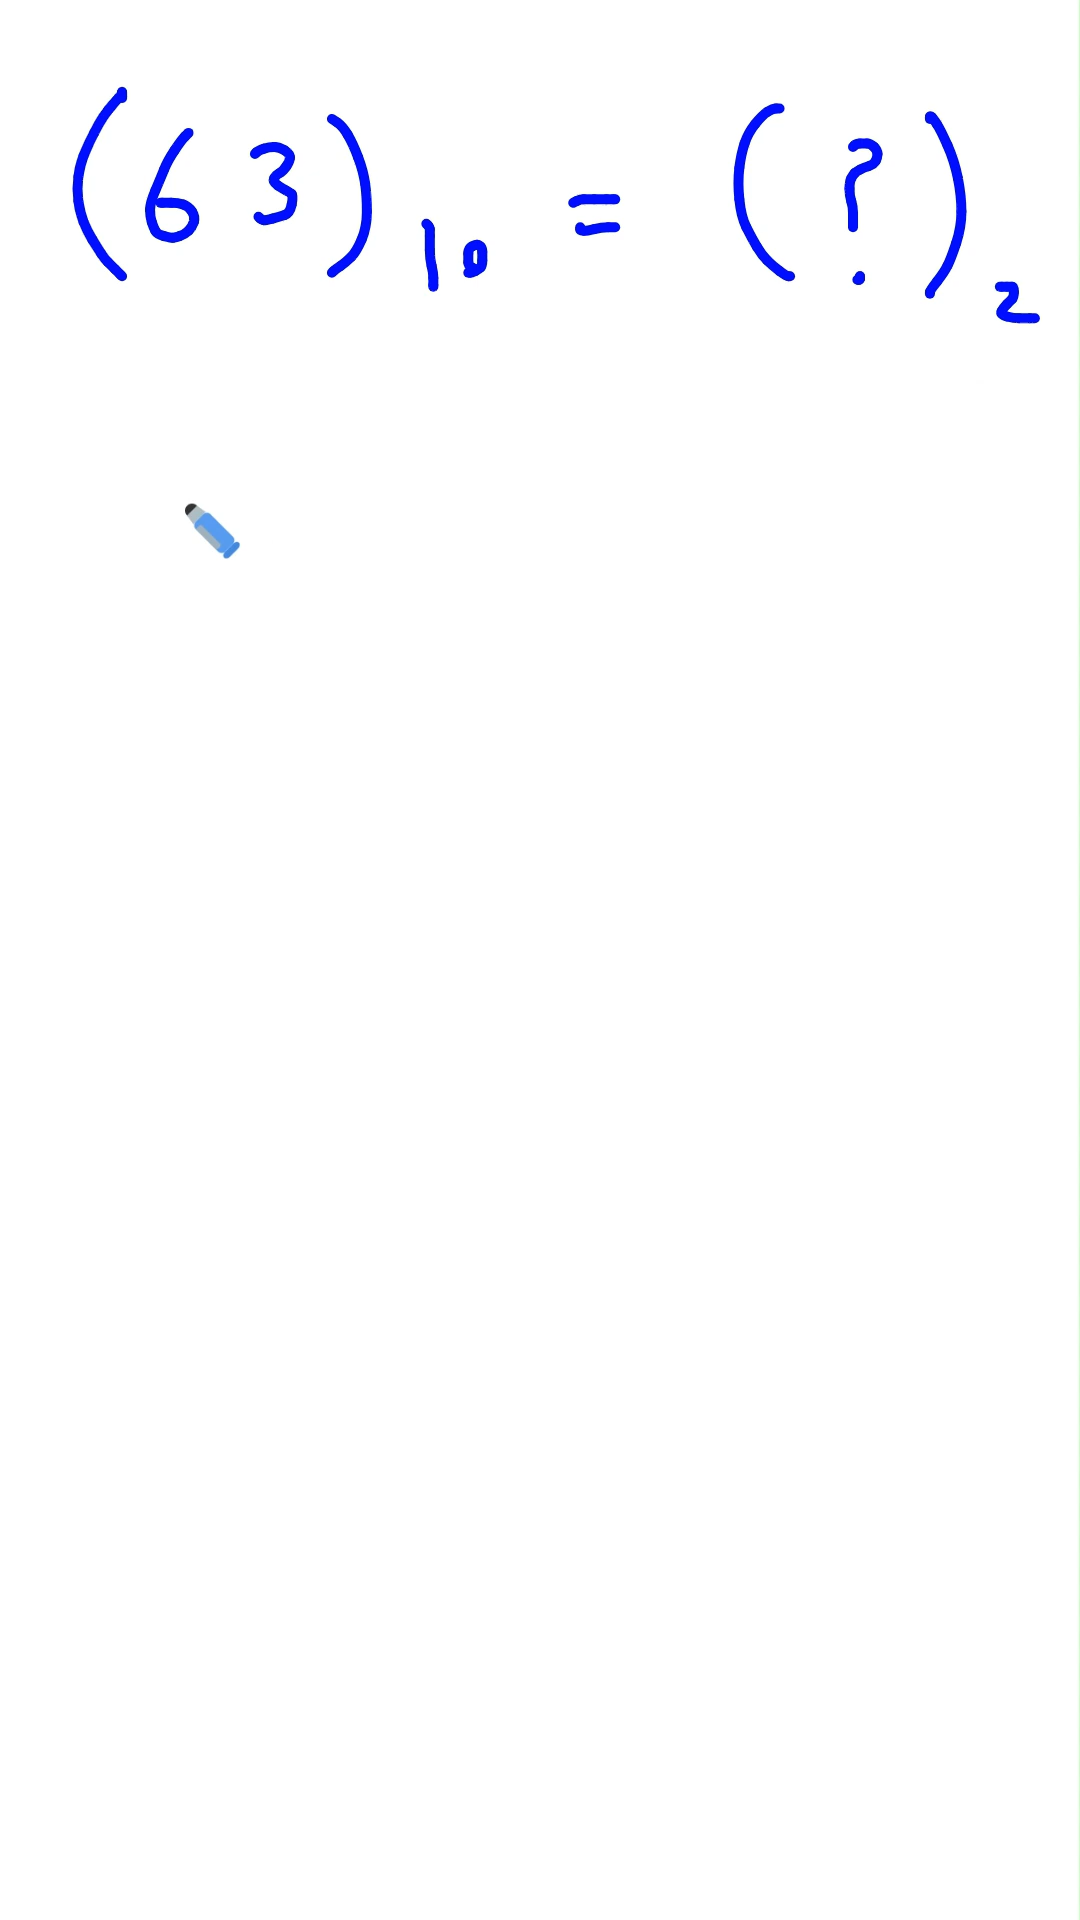 (63)₁₀ = (?)₂